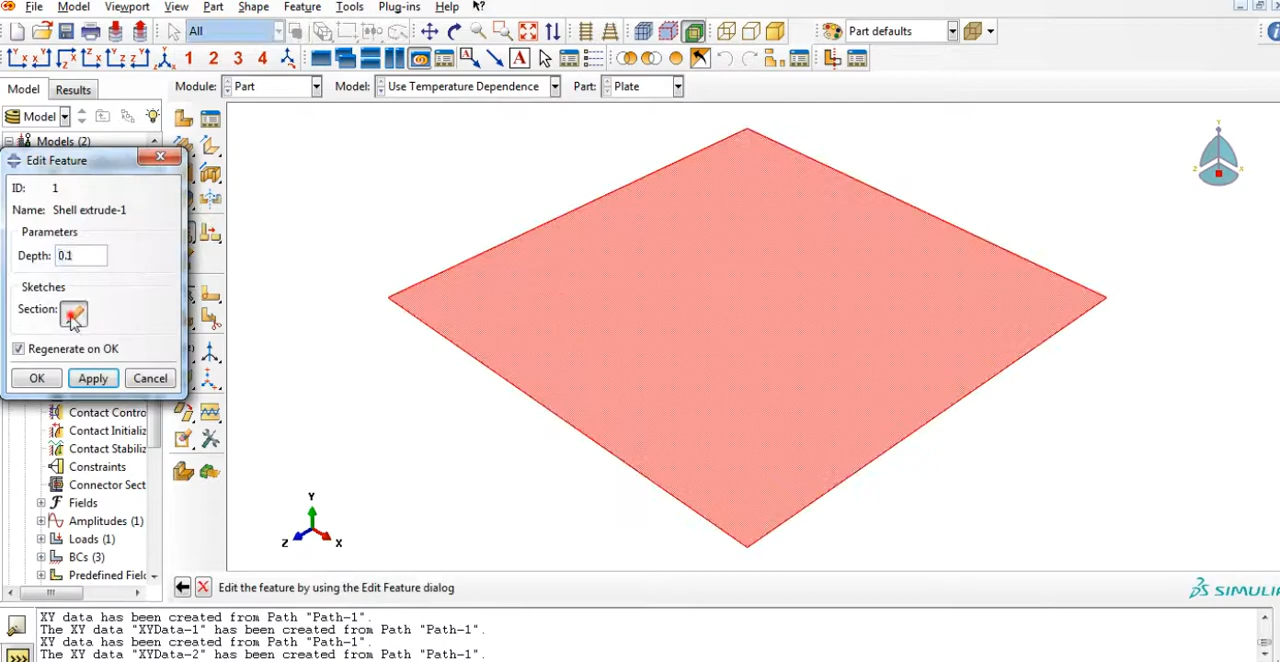 File Model Viewport View Part Shape Feature Tools Plug-ins Help
All Part defaults
1 2 3 4 A
Model Results Module: Part Model: Use Temperature Dependence Part: Plate
Model
Models (2)
Edit Feature
ID: 1
Name: Shell extrude-1
Parameters
Depth: 0.1
Sketches
Section:
Regenerate on OK
OK Apply Cancel
Contact Contro
Contact Initializ
Contact Stabiliz
Constraints
Connector Sect
Fields
Amplitudes (1)
Loads (1)
BCs (3)
Predefined Field
Y
Z X
Y
Z X
Edit the feature by using the Edit Feature dialog
SIMULIA
XY data has been created from Path "Path-1".
The XY data "XYData-1" has been created from Path "Path-1".
XY data has been created from Path "Path-1".
The XY data "XYData-2" has been created from Path "Path-1".